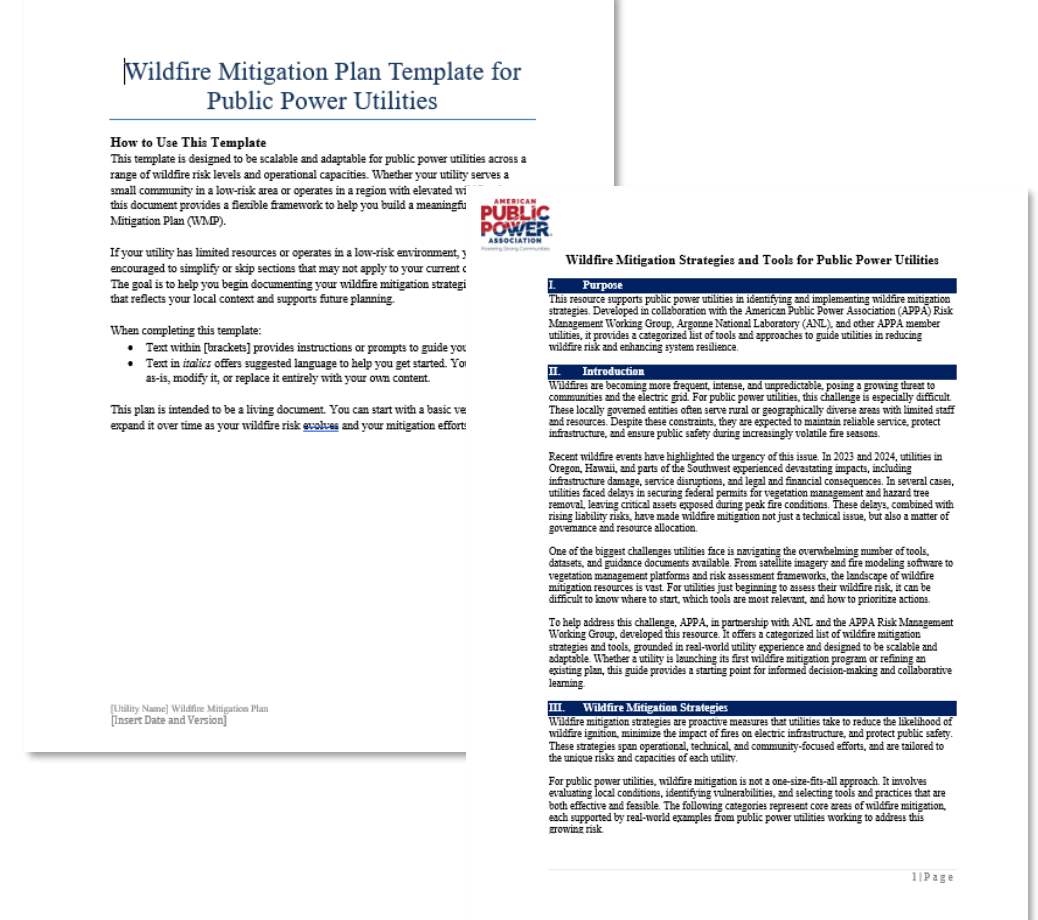 Wildfire Mitigation Plan Template for
Public Power Utilities
How to Use This Template
This template is designed to be scalable and adaptable for public power utilities across a
range of wildfire risk levels and operational capacities. Whether your utility serves a
small community in a low-risk area or operates in a region with elevated
this document provides a flexible framework to help you build a
Mitigation Plan (WMP).
If your utility has limited resources or operates in a low-risk environment,
encouraged to simplify or skip sections that may not apply to your current
The goal is to help you begin documenting your wildfire mitigation
that reflects your local context and supports future planning.
When completing this template:
• Text within [brackets] provides instructions or prompts to guide
• Text in italics offers suggested language to help you get started.
as-is, modify it, or replace it entirely with your own content.
This plan is intended to be a living document. You can start with a basic
expand it over time as your wildfire risk evolves and your mitigation efforts
[Utility Name] Wildfire Mitigation Plan
[Insert Date and Version]
AMERICAN
PUBLIC
POWER
ASSOCIATION
Powering Strong Communities
Wildfire Mitigation Strategies and Tools for Public Power Utilities
I. Purpose
This resource supports public power utilities in identifying and implementing wildfire mitigation
strategies. Developed in collaboration with the American Public Power Association (APPA) Risk
Management Working Group, Argonne National Laboratory (ANL), and other APPA member
utilities, it provides a categorized list of tools and approaches to guide utilities in reducing
wildfire risk and enhancing system resilience.
II. Introduction
Wildfires are becoming more frequent, intense, and unpredictable, posing a growing threat to
communities and the electric grid. For public power utilities, this challenge is especially difficult.
These locally governed entities often serve rural or geographically diverse areas with limited staff
and resources. Despite these constraints, they are expected to maintain reliable service, protect
infrastructure, and ensure public safety during increasingly volatile fire seasons.
Recent wildfire events have highlighted the urgency of this issue. In 2023 and 2024, utilities in
Oregon, Hawaii, and parts of the Southwest experienced devastating impacts, including
infrastructure damage, service disruptions, and legal and financial consequences. In several cases,
utilities faced delays in securing federal permits for vegetation management and hazard tree
removal, leaving critical assets exposed during peak fire conditions. These delays, combined with
rising liability risks, have made wildfire mitigation not just a technical issue, but also a matter of
governance and resource allocation.
One of the biggest challenges utilities face is navigating the overwhelming number of tools,
datasets, and guidance documents available. From satellite imagery and fire modeling software to
vegetation management platforms and risk assessment frameworks, the landscape of wildfire
mitigation resources is vast. For utilities just beginning to assess their wildfire risk, it can be
difficult to know where to start, which tools are most relevant, and how to prioritize actions.
To help address this challenge, APPA, in partnership with ANL and the APPA Risk Management
Working Group, developed this resource. It offers a categorized list of wildfire mitigation
strategies and tools, grounded in real-world utility experience and designed to be scalable and
adaptable. Whether a utility is launching its first wildfire mitigation program or refining an
existing plan, this guide provides a starting point for informed decision-making and collaborative
learning.
III. Wildfire Mitigation Strategies
Wildfire mitigation strategies are proactive measures that utilities take to reduce the likelihood of
wildfire ignition, minimize the impact of fires on electric infrastructure, and protect public safety.
These strategies span operational, technical, and community-focused efforts, and are tailored to
the unique risks and capacities of each utility.
For public power utilities, wildfire mitigation is not a one-size-fits-all approach. It involves
evaluating local conditions, identifying vulnerabilities, and selecting tools and practices that are
both effective and feasible. The following categories represent core areas of wildfire mitigation,
each supported by real-world examples from public power utilities working to address this
growing risk.
1 | P a g e